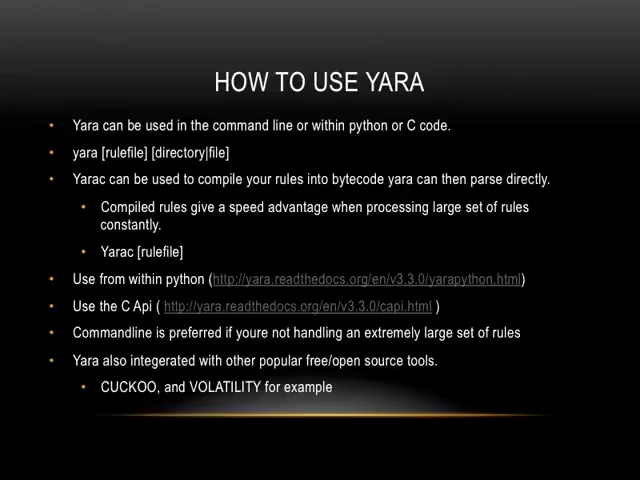 HOW TO USE YARA
• Yara can be used in the command line or within python or C code.
• yara [rulefile] [directory|file]
• Yarac can be used to compile your rules into bytecode yara can then parse directly.
• Compiled rules give a speed advantage when processing large set of rules
constantly.
• Yarac [rulefile]
• Use from within python (http://yara.readthedocs.org/en/v3.3.0/yarapython.html)
• Use the C Api ( http://yara.readthedocs.org/en/v3.3.0/capi.html )
• Commandline is preferred if youre not handling an extremely large set of rules
• Yara also integerated with other popular free/open source tools.
• CUCKOO, and VOLATILITY for example